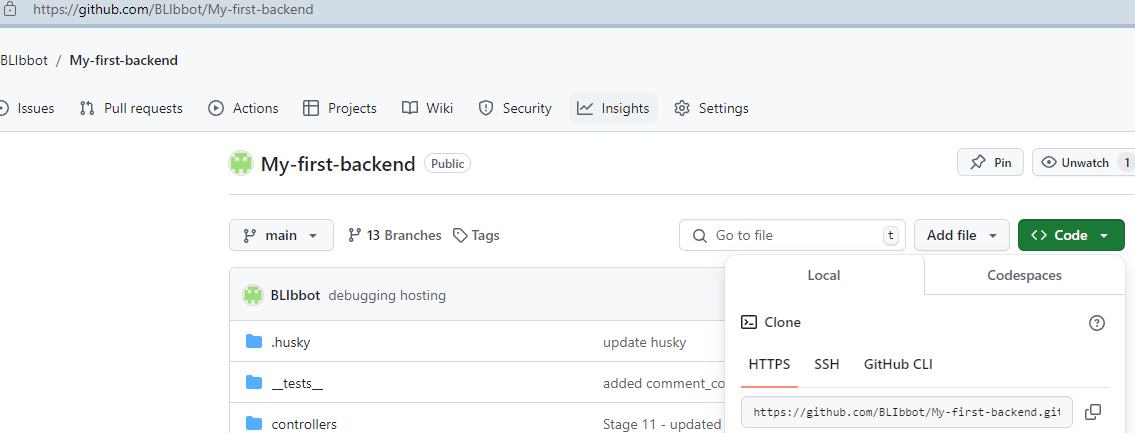 https://github.com/BLIbbot/My-first-backend
BLIbbot / My-first-backend
Issues Pull requests Actions Projects Wiki Security Insights Settings
My-first-backend Public Pin Unwatch 1
main 13 Branches Tags Go to file t Add file Code
Local Codespaces
BLIbbot debugging hosting
Clone
.husky update husky
HTTPS SSH GitHub CLI
__tests__ added comment_co
https://github.com/BLIbbot/My-first-backend.git
controllers Stage 11 - updated